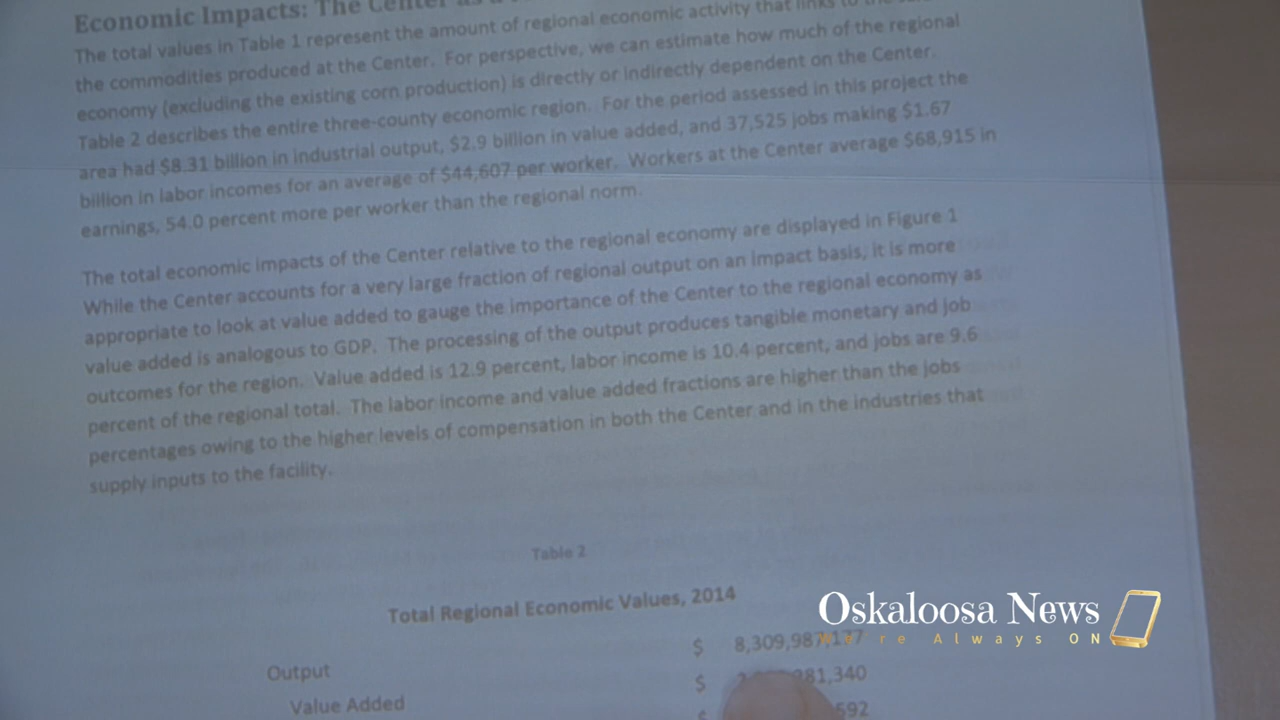 Economic Impacts: The Center as a
The total values in Table 1 represent the amount of regional economic activity that links to the
the commodities produced at the Center. For perspective, we can estimate how much of the regional
economy (excluding the existing corn production) is directly or indirectly dependent on the Center.
Table 2 describes the entire three-county economic region. For the period assessed in this project the
area had $8.31 billion in industrial output, $2.9 billion in value added, and 37,525 jobs making $1.67
billion in labor incomes for an average of $44,607 per worker. Workers at the Center average $68,915 in
earnings, 54.0 percent more per worker than the regional norm.
The total economic impacts of the Center relative to the regional economy are displayed in Figure 1
While the Center accounts for a very large fraction of regional output on an impact basis, it is more
appropriate to look at value added to gauge the importance of the Center to the regional economy as
value added is analogous to GDP. The processing of the output produces tangible monetary and job
outcomes for the region. Value added is 12.9 percent, labor income is 10.4 percent, and jobs are 9.6
percent of the regional total. The labor income and value added fractions are higher than the jobs
percentages owing to the higher levels of compensation in both the Center and in the industries that
supply inputs to the facility.
Table 2
Total Regional Economic Values, 2014
Output $ 8,309,987,137
Value Added $ 81,340
$ 592
Oskaloosa News
We're Always ON